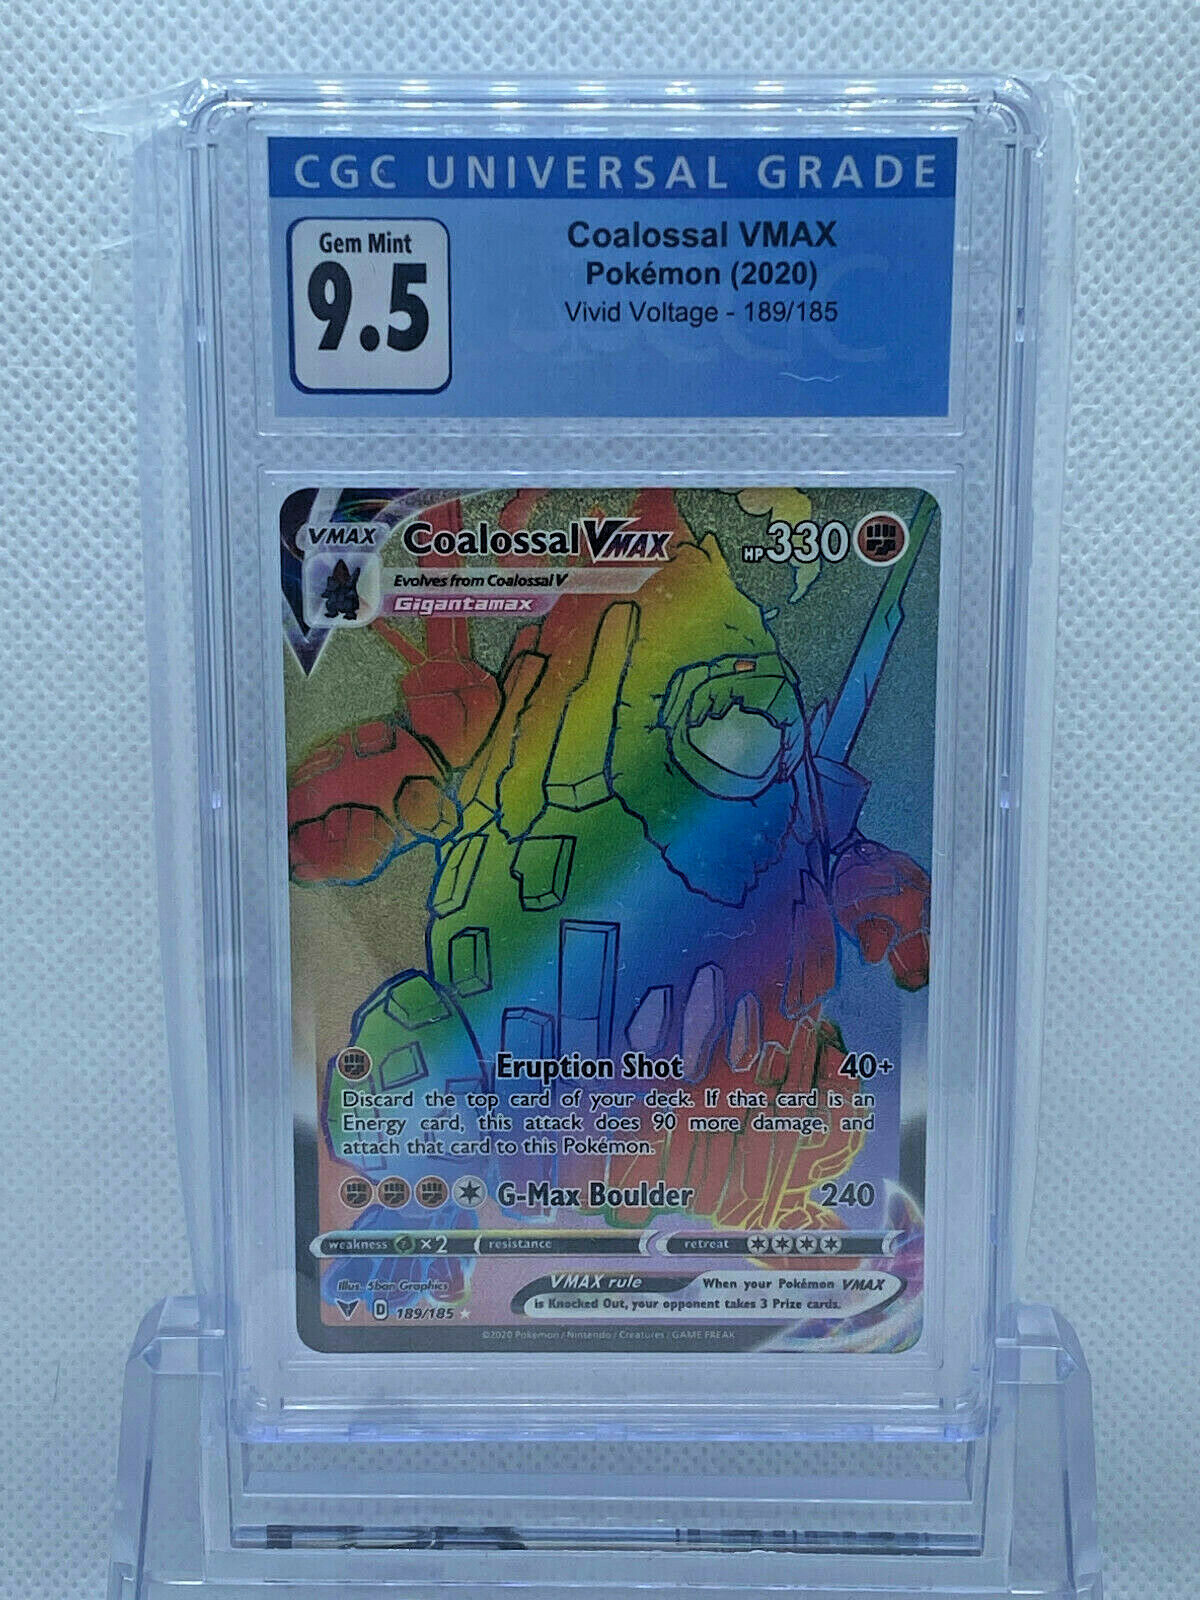 CGC UNIVERSAL GRADE
Gem Mint
9.5
Coalossal VMAX
Pokémon (2020)
Vivid Voltage - 189/185
CGC
VMAX
Coalossal VMAX
HP 330
Evolves from Coalossal V
Gigantamax
Eruption Shot 40+
Discard the top card of your deck. If that card is an
Energy card, this attack does 90 more damage, and
attach that card to this Pokémon.
G-Max Boulder 240
weakness ×2 resistance retreat
Illus. 5ban Graphics
VMAX rule When your Pokémon VMAX
is Knocked Out, your opponent takes 3 Prize cards.
D 189/185
©2020 Pokémon / Nintendo / Creatures / GAME FREAK